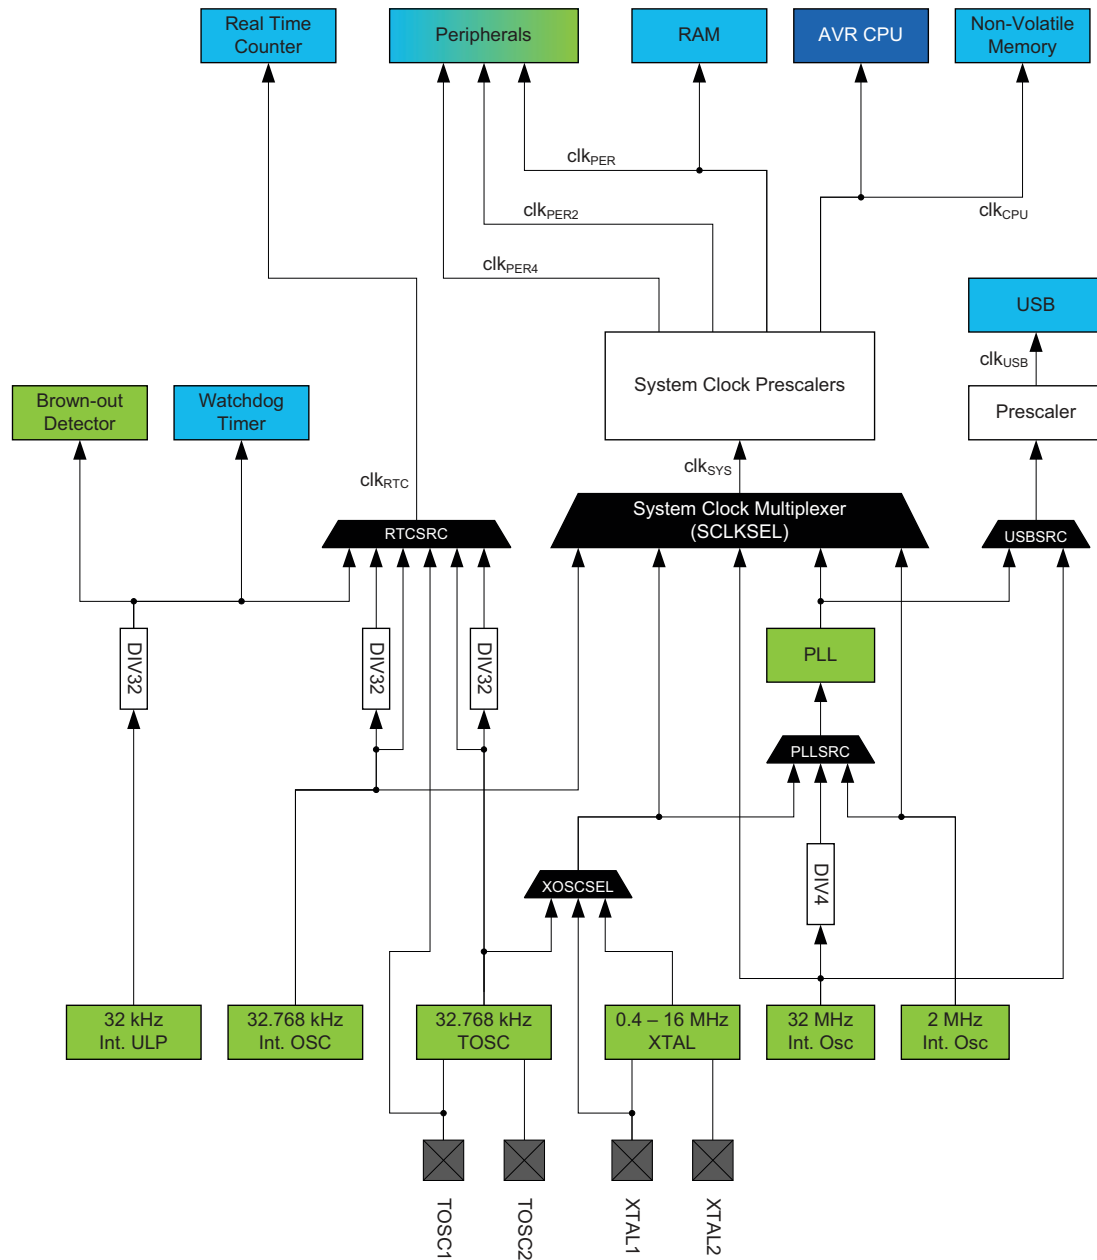 Real Time
Counter
Peripherals
RAM
AVR CPU
Non-Volatile
Memory
clkPER
clkPER2
clkCPU
clkPER4
USB
System Clock Prescalers
clkUSB
Brown-out
Detector
Watchdog
Timer
Prescaler
clkRTC
clkSYS
System Clock Multiplexer
(SCLKSEL)
RTCSRC
USBSRC
DIV32
DIV32
DIV32
PLL
PLLSRC
DIV4
XOSCSEL
32 kHz
Int. ULP
32.768 kHz
Int. OSC
32.768 kHz
TOSC
0.4 – 16 MHz
XTAL
32 MHz
Int. Osc
2 MHz
Int. Osc
TOSC1
TOSC2
XTAL1
XTAL2